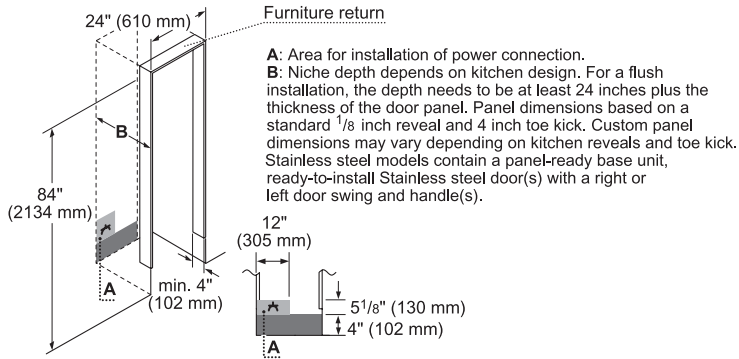 Furniture return
24" (610 mm)
A: Area for installation of power connection.
B: Niche depth depends on kitchen design. For a flush
installation, the depth needs to be at least 24 inches plus the
thickness of the door panel. Panel dimensions based on a
standard 1/8 inch reveal and 4 inch toe kick. Custom panel
dimensions may vary depending on kitchen reveals and toe kick.
Stainless steel models contain a panel-ready base unit,
ready-to-install Stainless steel door(s) with a right or
left door swing and handle(s).
B
84"
(2134 mm)
A
min. 4"
(102 mm)
12"
(305 mm)
51/8" (130 mm)
4" (102 mm)
A